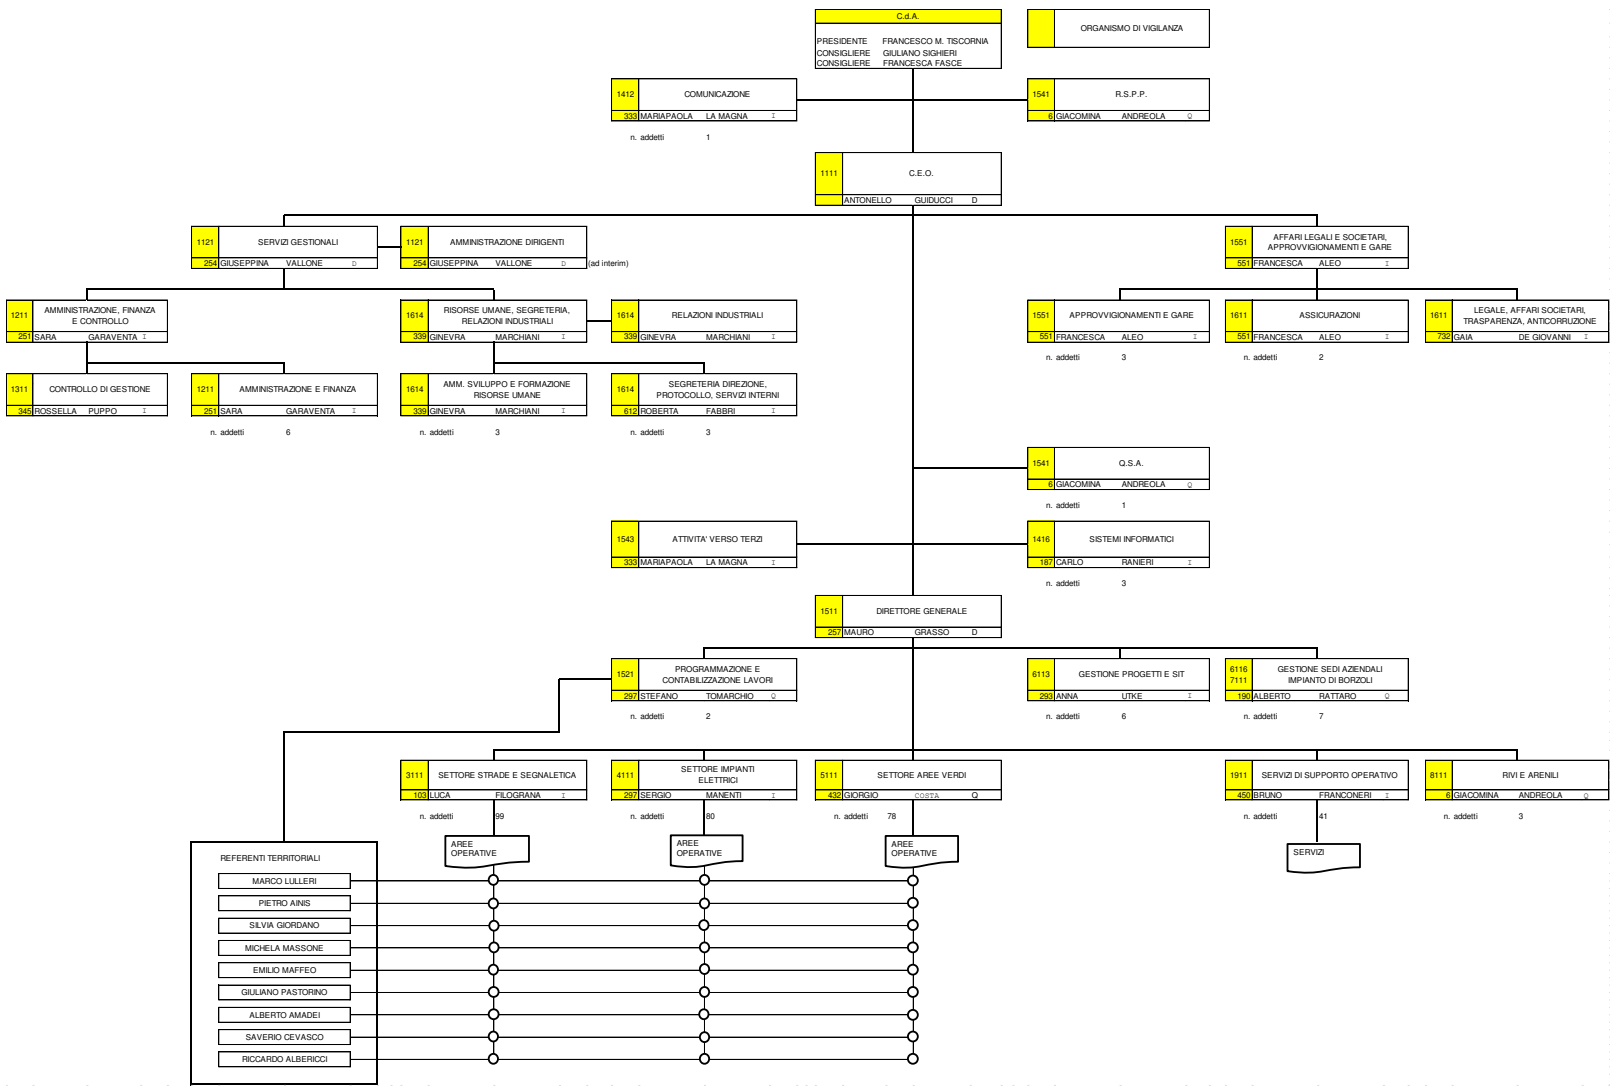 C.d.A.
PRESIDENTE FRANCESCO M. TISCORNIA
CONSIGLIERE GIULIANO SIGHIERI
CONSIGLIERE FRANCESCA FASCE
ORGANISMO DI VIGILANZA
1412 COMUNICAZIONE
333 MARIAPAOLA LA MAGNA I
n. addetti 1
1541 R.S.P.P.
6 GIACOMINA ANDREOLA Q
1111 C.E.O.
ANTONELLO GUIDUCCI D
1121 SERVIZI GESTIONALI
254 GIUSEPPINA VALLONE D
1121 AMMINISTRAZIONE DIRIGENTI
254 GIUSEPPINA VALLONE D (ad interim)
1551 AFFARI LEGALI E SOCIETARI,
APPROVVIGIONAMENTI E GARE
551 FRANCESCA ALEO I
1211 AMMINISTRAZIONE, FINANZA
E CONTROLLO
251 SARA GARAVENTA I
1614 RISORSE UMANE, SEGRETERIA,
RELAZIONI INDUSTRIALI
339 GINEVRA MARCHIANI I
1614 RELAZIONI INDUSTRIALI
339 GINEVRA MARCHIANI I
1551 APPROVVIGIONAMENTI E GARE
551 FRANCESCA ALEO I
n. addetti 3
1611 ASSICURAZIONI
551 FRANCESCA ALEO I
n. addetti 2
1611 LEGALE, AFFARI SOCIETARI,
TRASPARENZA, ANTICORRUZIONE
732 GAIA DE GIOVANNI I
1311 CONTROLLO DI GESTIONE
345 ROSSELLA PUPPO I
1211 AMMINISTRAZIONE E FINANZA
251 SARA GARAVENTA I
n. addetti 6
1614 AMM. SVILUPPO E FORMAZIONE
RISORSE UMANE
339 GINEVRA MARCHIANI I
n. addetti 3
1614 SEGRETERIA DIREZIONE,
PROTOCOLLO, SERVIZI INTERNI
612 ROBERTA FABBRI I
n. addetti 3
1541 Q.S.A.
6 GIACOMINA ANDREOLA Q
n. addetti 1
1543 ATTIVITA' VERSO TERZI
333 MARIAPAOLA LA MAGNA I
1416 SISTEMI INFORMATICI
187 CARLO RANIERI I
n. addetti 3
1511 DIRETTORE GENERALE
257 MAURO GRASSO D
1521 PROGRAMMAZIONE E
CONTABILIZZAZIONE LAVORI
297 STEFANO TOMARCHIO Q
n. addetti 2
6113 GESTIONE PROGETTI E SIT
293 ANNA UTKE I
n. addetti 6
6116 GESTIONE SEDI AZIENDALI
7111 IMPIANTO DI BORZOLI
190 ALBERTO RATTARO Q
n. addetti 7
3111 SETTORE STRADE E SEGNALETICA
103 LUCA FILOGRANA I
n. addetti 99
4111 SETTORE IMPIANTI
ELETTRICI
297 SERGIO MANENTI I
n. addetti 80
5111 SETTORE AREE VERDI
432 GIORGIO COSTA Q
n. addetti 78
1911 SERVIZI DI SUPPORTO OPERATIVO
450 BRUNO FRANCONERI I
n. addetti 41
8111 RIVI E ARENILI
6 GIACOMINA ANDREOLA Q
n. addetti 3
AREE
OPERATIVE
AREE
OPERATIVE
AREE
OPERATIVE
SERVIZI
REFERENTI TERRITORIALI
MARCO LULLERI
PIETRO AINIS
SILVIA GIORDANO
MICHELA MASSONE
EMILIO MAFFEO
GIULIANO PASTORINO
ALBERTO AMADEI
SAVERIO CEVASCO
RICCARDO ALBERICCI